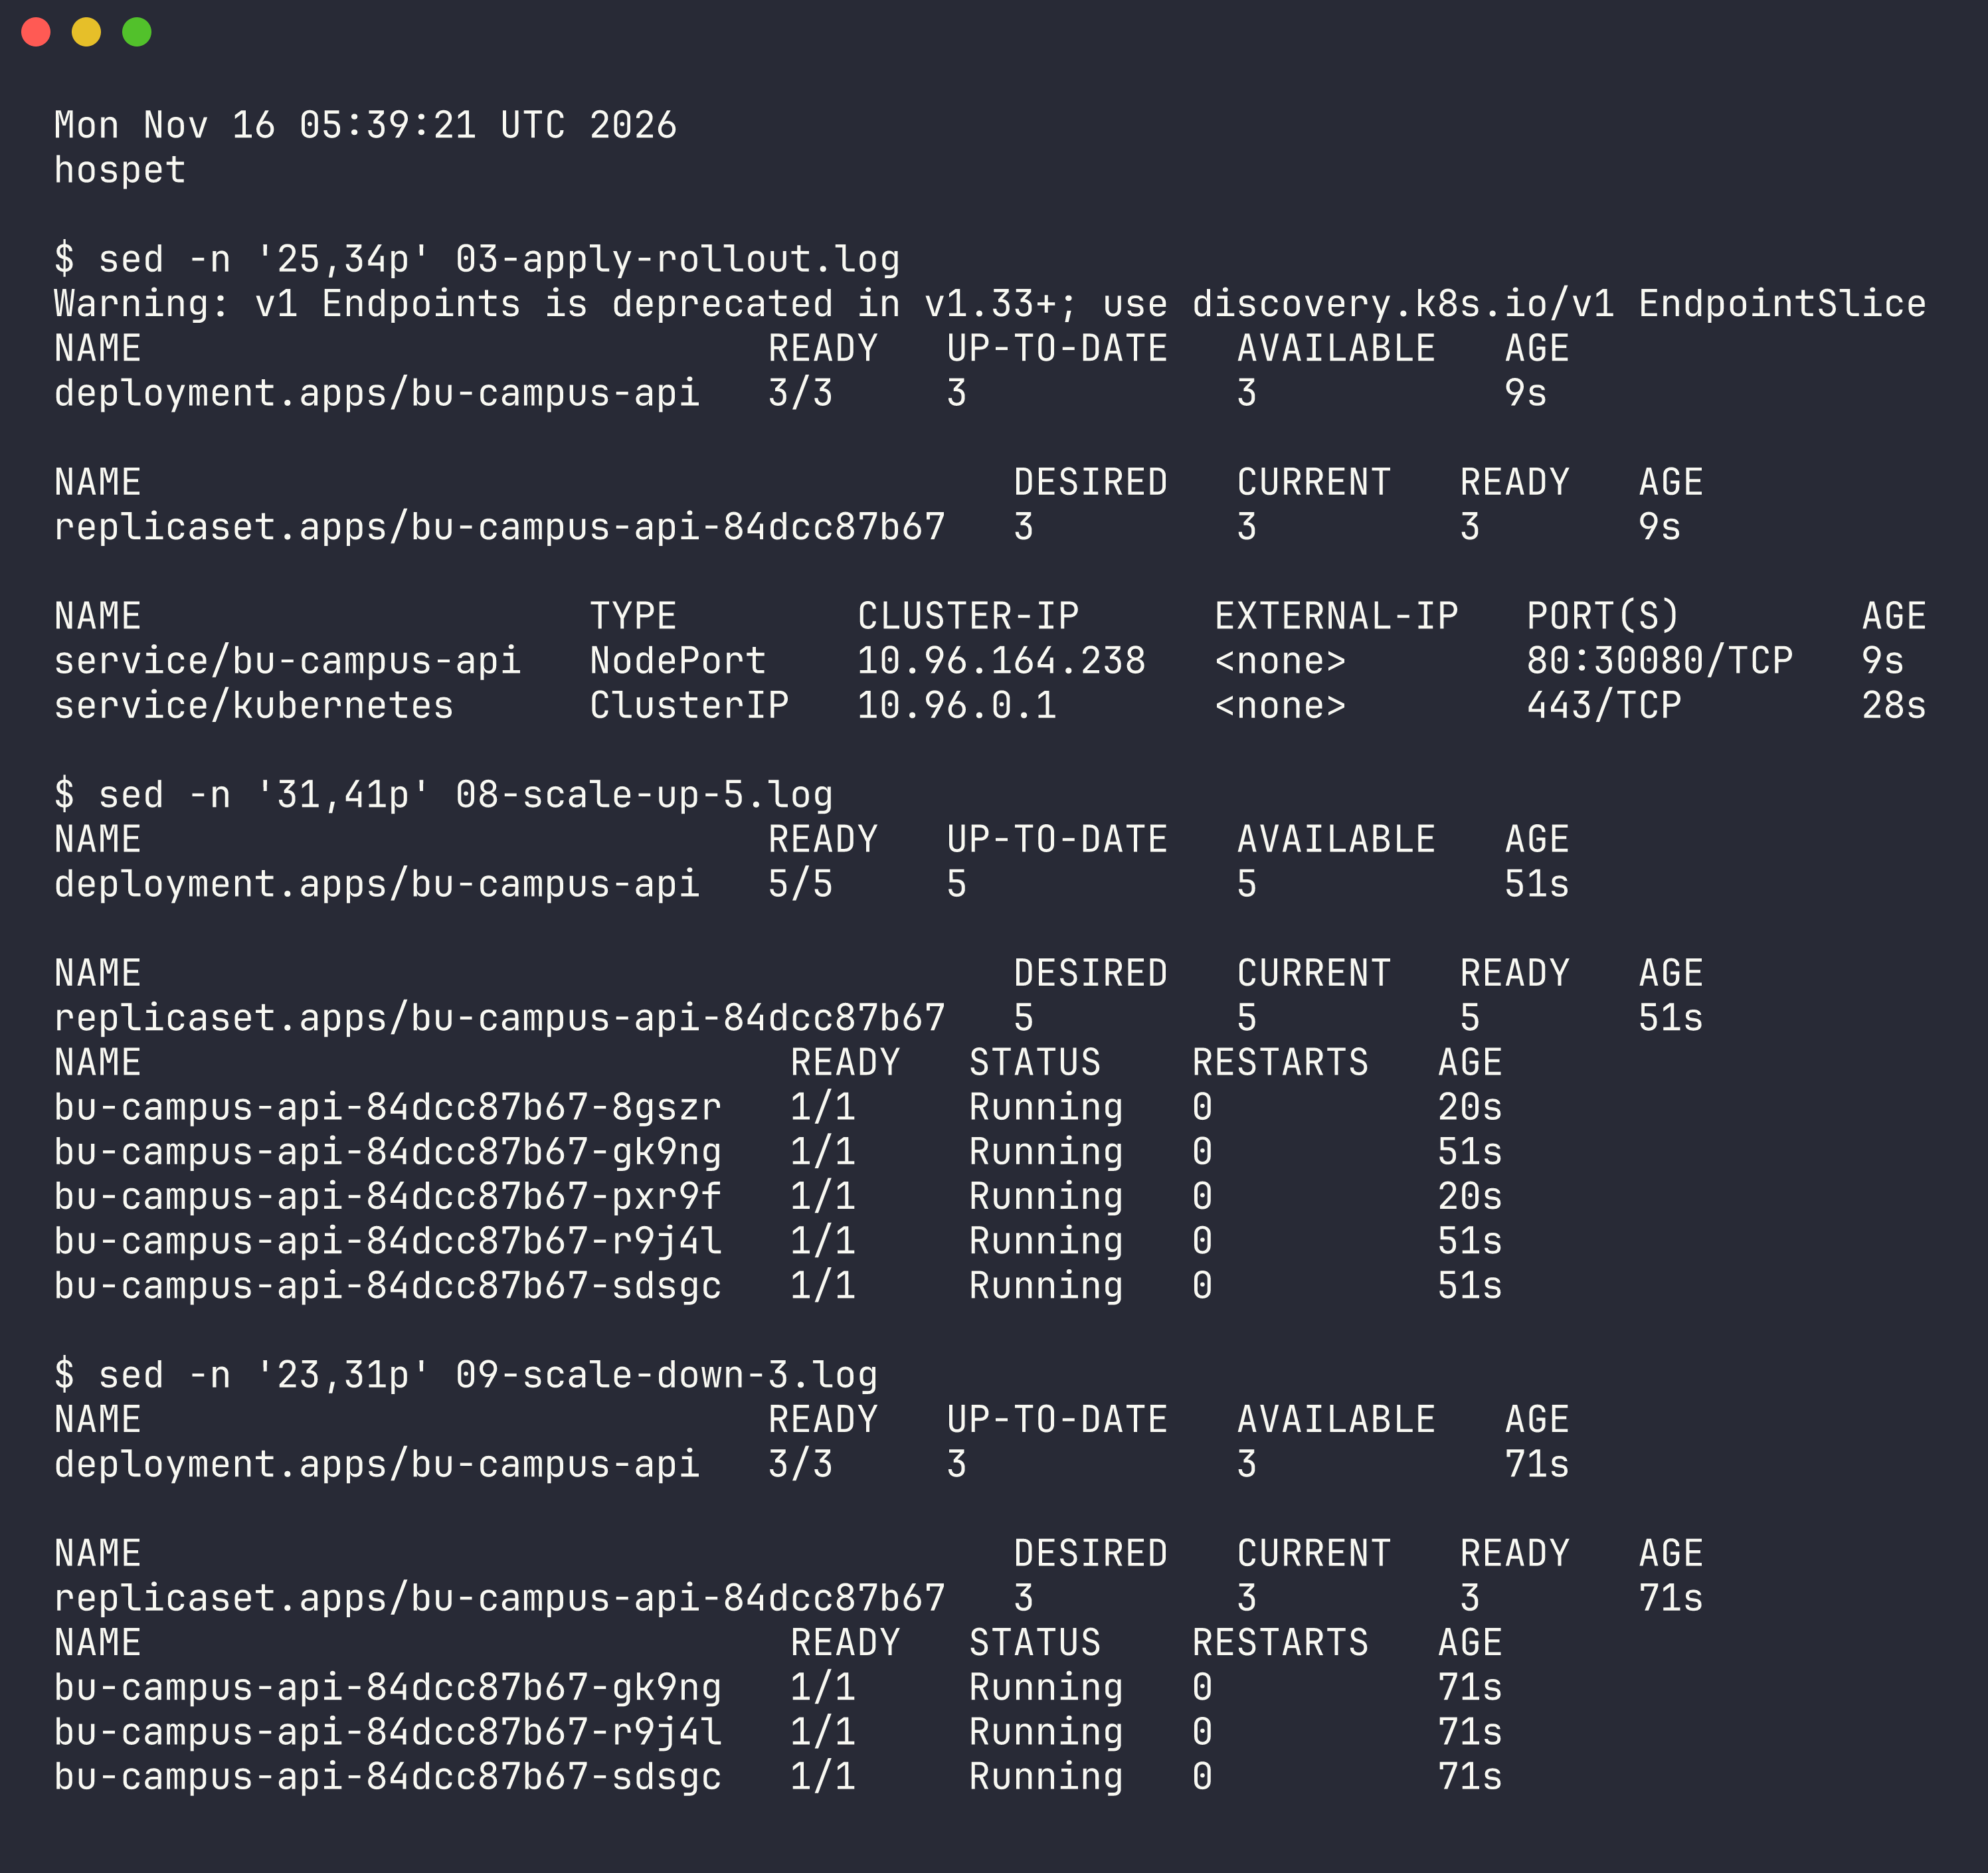 Mon Nov 16 05:39:21 UTC 2026
hospet

$ sed -n '25,34p' 03-apply-rollout.log
Warning: v1 Endpoints is deprecated in v1.33+; use discovery.k8s.io/v1 EndpointSlice
NAME                            READY   UP-TO-DATE   AVAILABLE   AGE
deployment.apps/bu-campus-api   3/3     3            3           9s

NAME                                       DESIRED   CURRENT   READY   AGE
replicaset.apps/bu-campus-api-84dcc87b67   3         3         3       9s

NAME                    TYPE        CLUSTER-IP      EXTERNAL-IP   PORT(S)        AGE
service/bu-campus-api   NodePort    10.96.164.238   <none>        80:30080/TCP   9s
service/kubernetes      ClusterIP   10.96.0.1       <none>        443/TCP        28s

$ sed -n '31,41p' 08-scale-up-5.log
NAME                            READY   UP-TO-DATE   AVAILABLE   AGE
deployment.apps/bu-campus-api   5/5     5            5           51s

NAME                                       DESIRED   CURRENT   READY   AGE
replicaset.apps/bu-campus-api-84dcc87b67   5         5         5       51s
NAME                             READY   STATUS    RESTARTS   AGE
bu-campus-api-84dcc87b67-8gszr   1/1     Running   0          20s
bu-campus-api-84dcc87b67-gk9ng   1/1     Running   0          51s
bu-campus-api-84dcc87b67-pxr9f   1/1     Running   0          20s
bu-campus-api-84dcc87b67-r9j4l   1/1     Running   0          51s
bu-campus-api-84dcc87b67-sdsgc   1/1     Running   0          51s

$ sed -n '23,31p' 09-scale-down-3.log
NAME                            READY   UP-TO-DATE   AVAILABLE   AGE
deployment.apps/bu-campus-api   3/3     3            3           71s

NAME                                       DESIRED   CURRENT   READY   AGE
replicaset.apps/bu-campus-api-84dcc87b67   3         3         3       71s
NAME                             READY   STATUS    RESTARTS   AGE
bu-campus-api-84dcc87b67-gk9ng   1/1     Running   0          71s
bu-campus-api-84dcc87b67-r9j4l   1/1     Running   0          71s
bu-campus-api-84dcc87b67-sdsgc   1/1     Running   0          71s